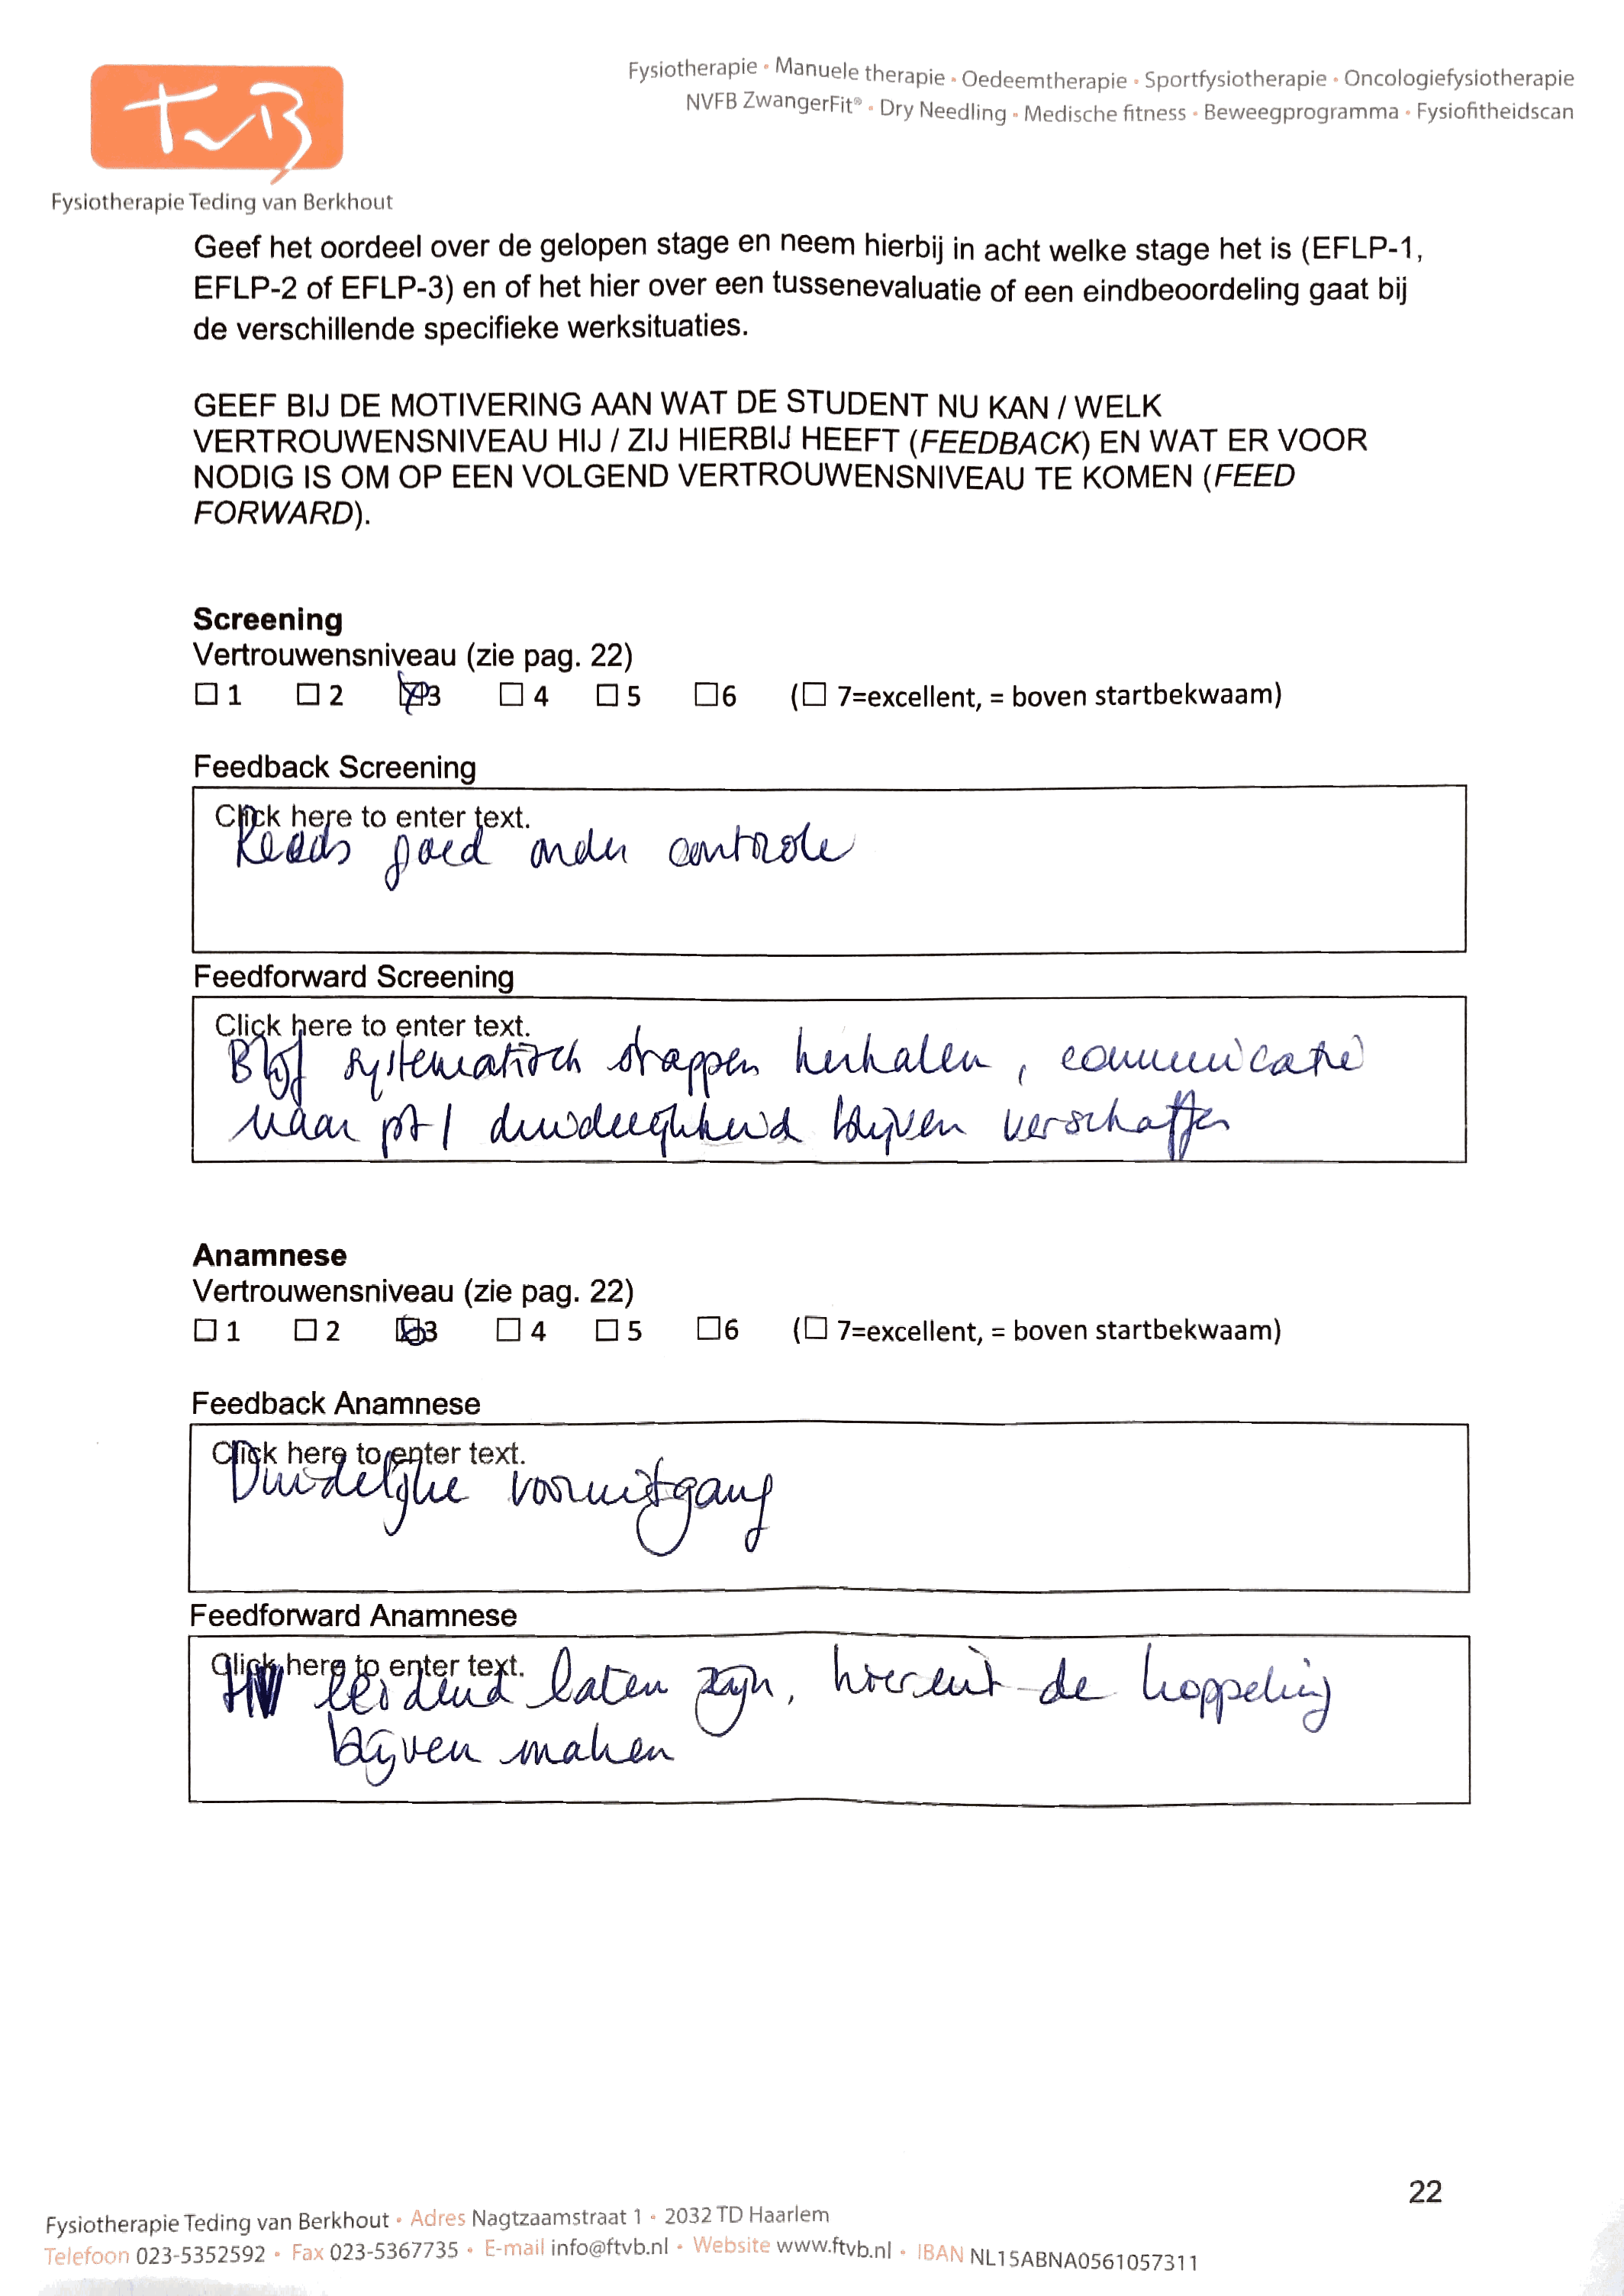 TvB
Fysiotherapie Teding van Berkhout
Fysiotherapie • Manuele therapie • Oedeemtherapie • Sportfysiotherapie • Oncologiefysiotherapie
NVFB ZwangerFit® • Dry Needling • Medische fitness • Beweegprogramma • Fysiofitheidscan
Geef het oordeel over de gelopen stage en neem hierbij in acht welke stage het is (EFLP-1,
EFLP-2 of EFLP-3) en of het hier over een tussenevaluatie of een eindbeoordeling gaat bij
de verschillende specifieke werksituaties.
GEEF BIJ DE MOTIVERING AAN WAT DE STUDENT NU KAN / WELK
VERTROUWENSNIVEAU HIJ / ZIJ HIERBIJ HEEFT (FEEDBACK) EN WAT ER VOOR
NODIG IS OM OP EEN VOLGEND VERTROUWENSNIVEAU TE KOMEN (FEED
FORWARD).
Screening
Vertrouwensniveau (zie pag. 22)
☐ 1 ☐ 2 ☒3 ☐ 4 ☐ 5 ☐6 (☐ 7=excellent, = boven startbekwaam)
Feedback Screening
Click here to enter text.
Reeds goed onder controle
Feedforward Screening
Click here to enter text.
Blijf systematisch stappen herhalen, communicatie
naar pt / duidelijkheid blijven verschaffen
Anamnese
Vertrouwensniveau (zie pag. 22)
☐ 1 ☐ 2 ☒3 ☐ 4 ☐ 5 ☐6 (☐ 7=excellent, = boven startbekwaam)
Feedback Anamnese
Click here to enter text.
Duidelijke vooruitgang
Feedforward Anamnese
Click here to enter text.
leidend laten zijn, hieruit de koppeling
blijven maken
22
Fysiotherapie Teding van Berkhout • Adres Nagtzaamstraat 1 • 2032 TD Haarlem
Telefoon 023-5352592 • Fax 023-5367735 • E-mail info@ftvb.nl • Website www.ftvb.nl • IBAN NL15ABNA0561057311